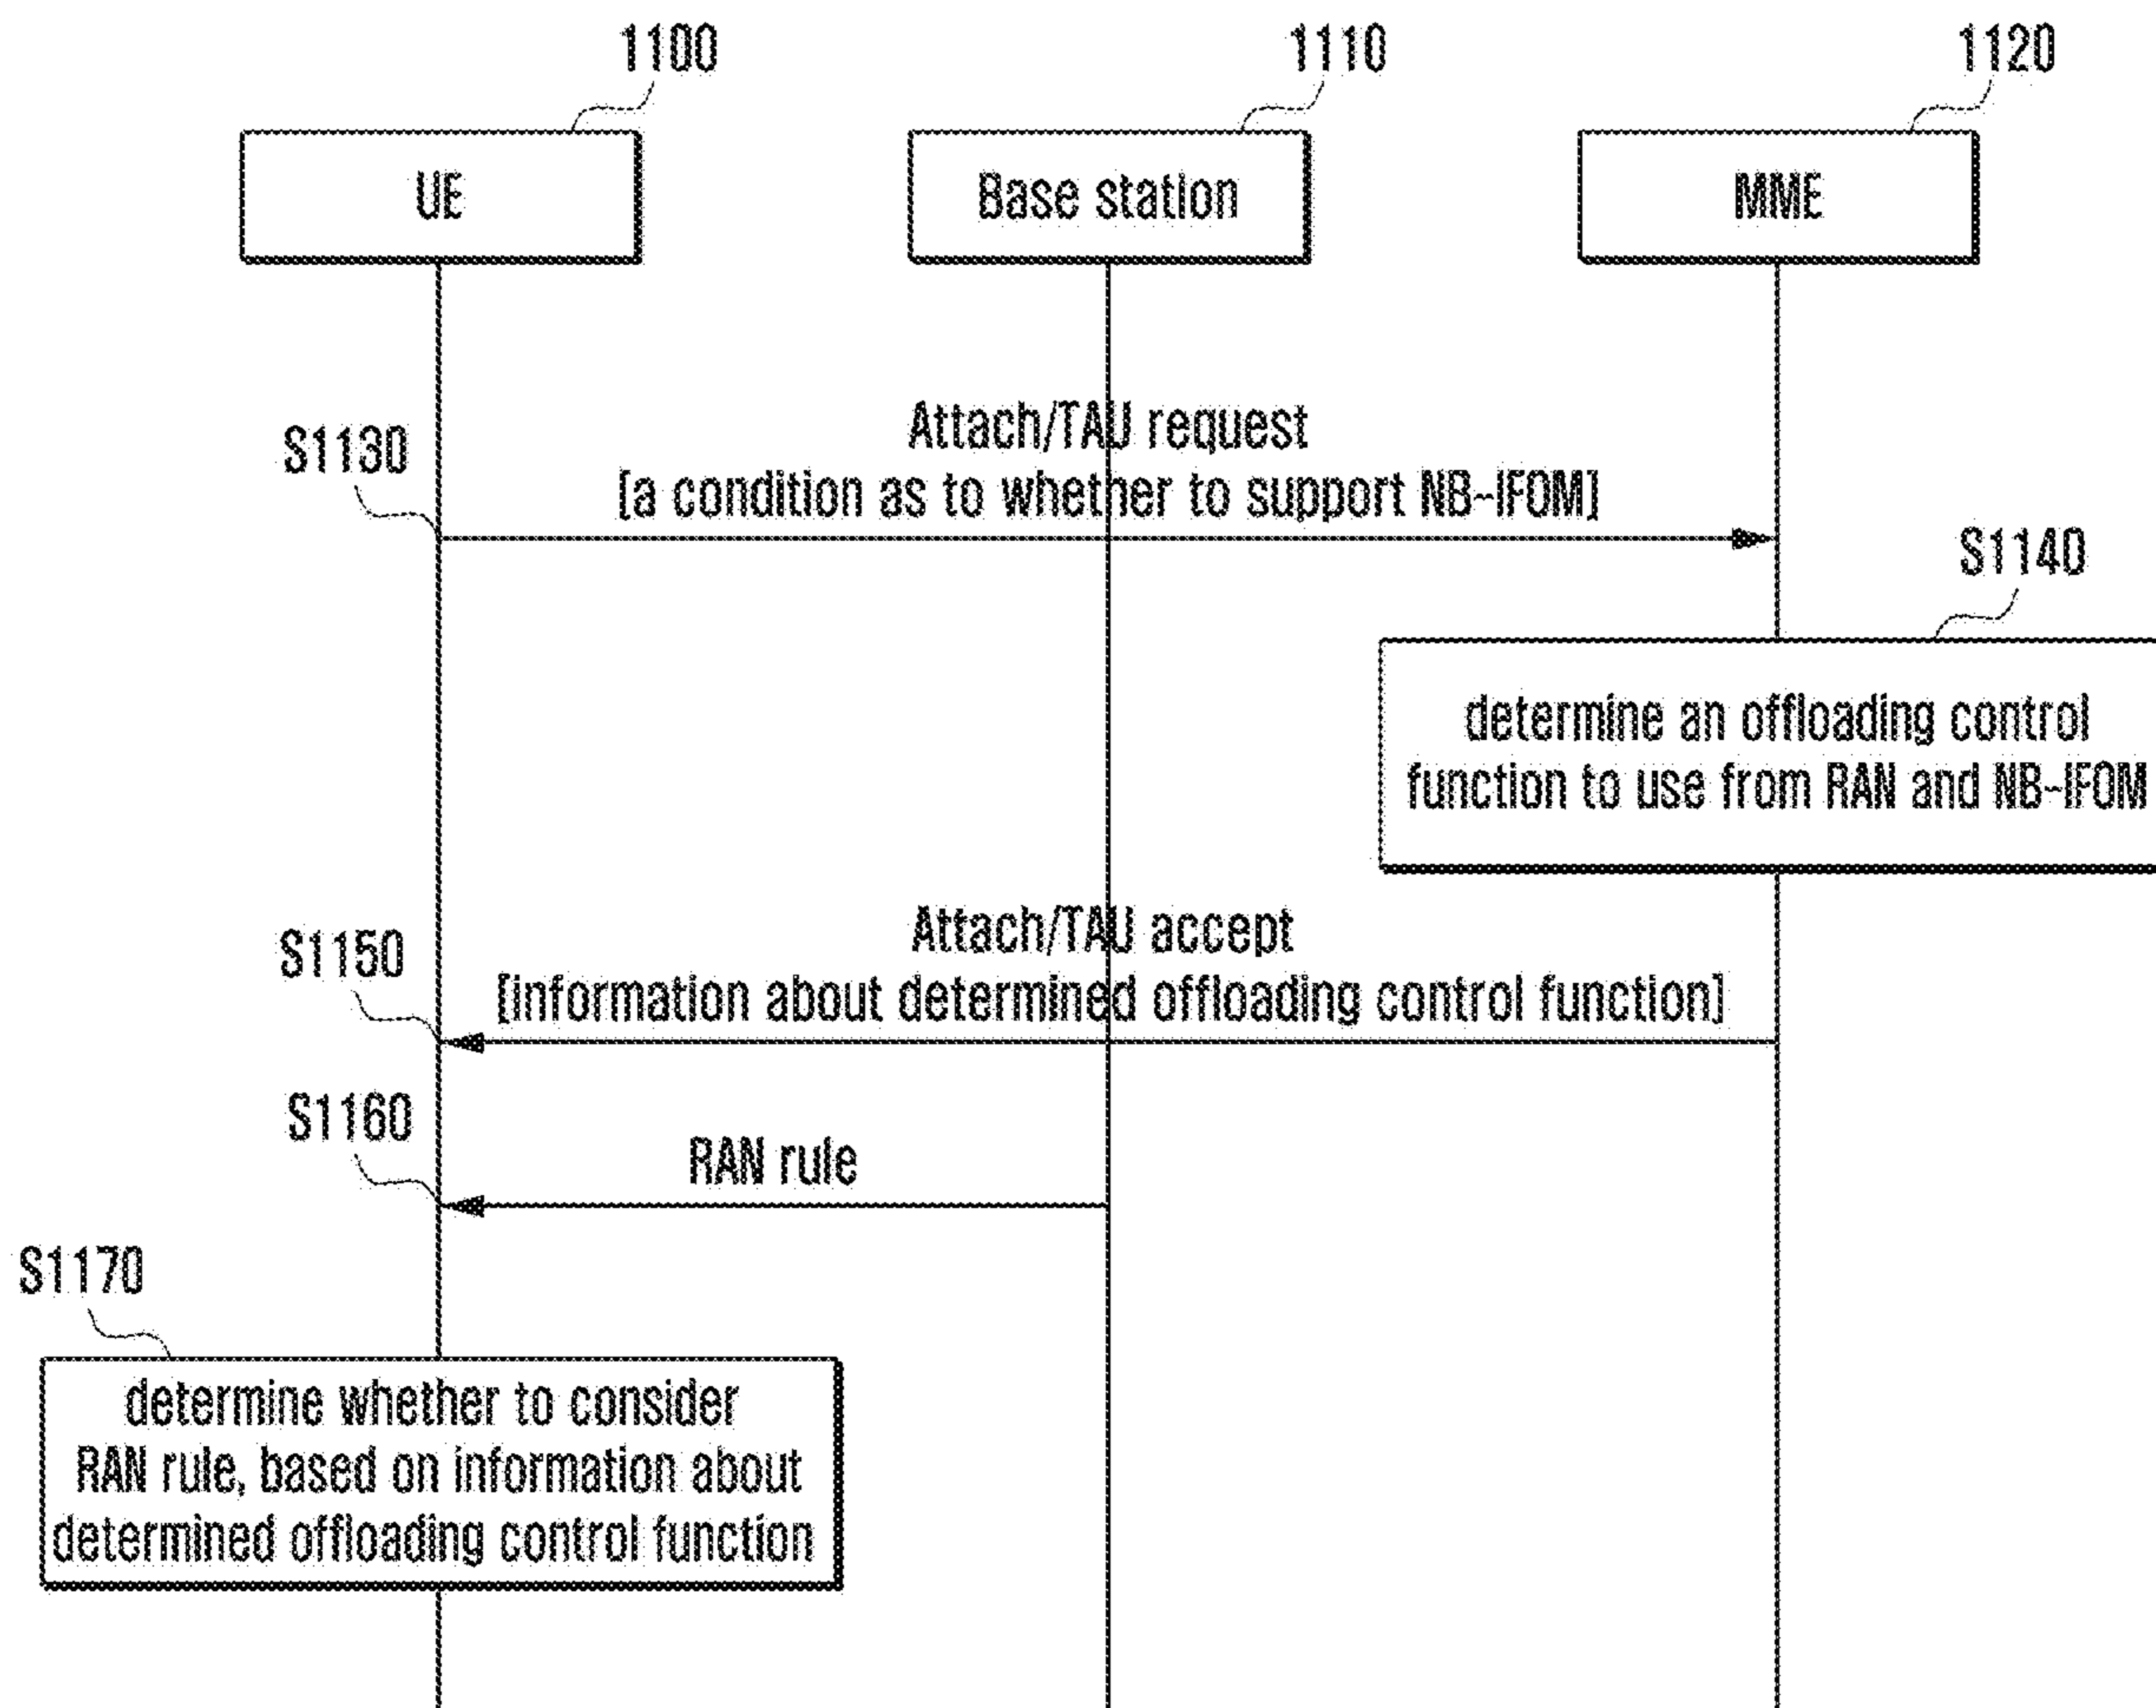 1100
1110
1120
UE
Base station
MME
Attach/TAU request
S1130
[a condition as to whether to support NB-IFOM]
S1140
determine an offloading control
function to use from RAN and NB-IFOM
Attach/TAU accept
S1150
[information about determined offloading control function]
S1160
RAN rule
S1170
determine whether to consider
RAN rule, based on information about
determined offloading control function